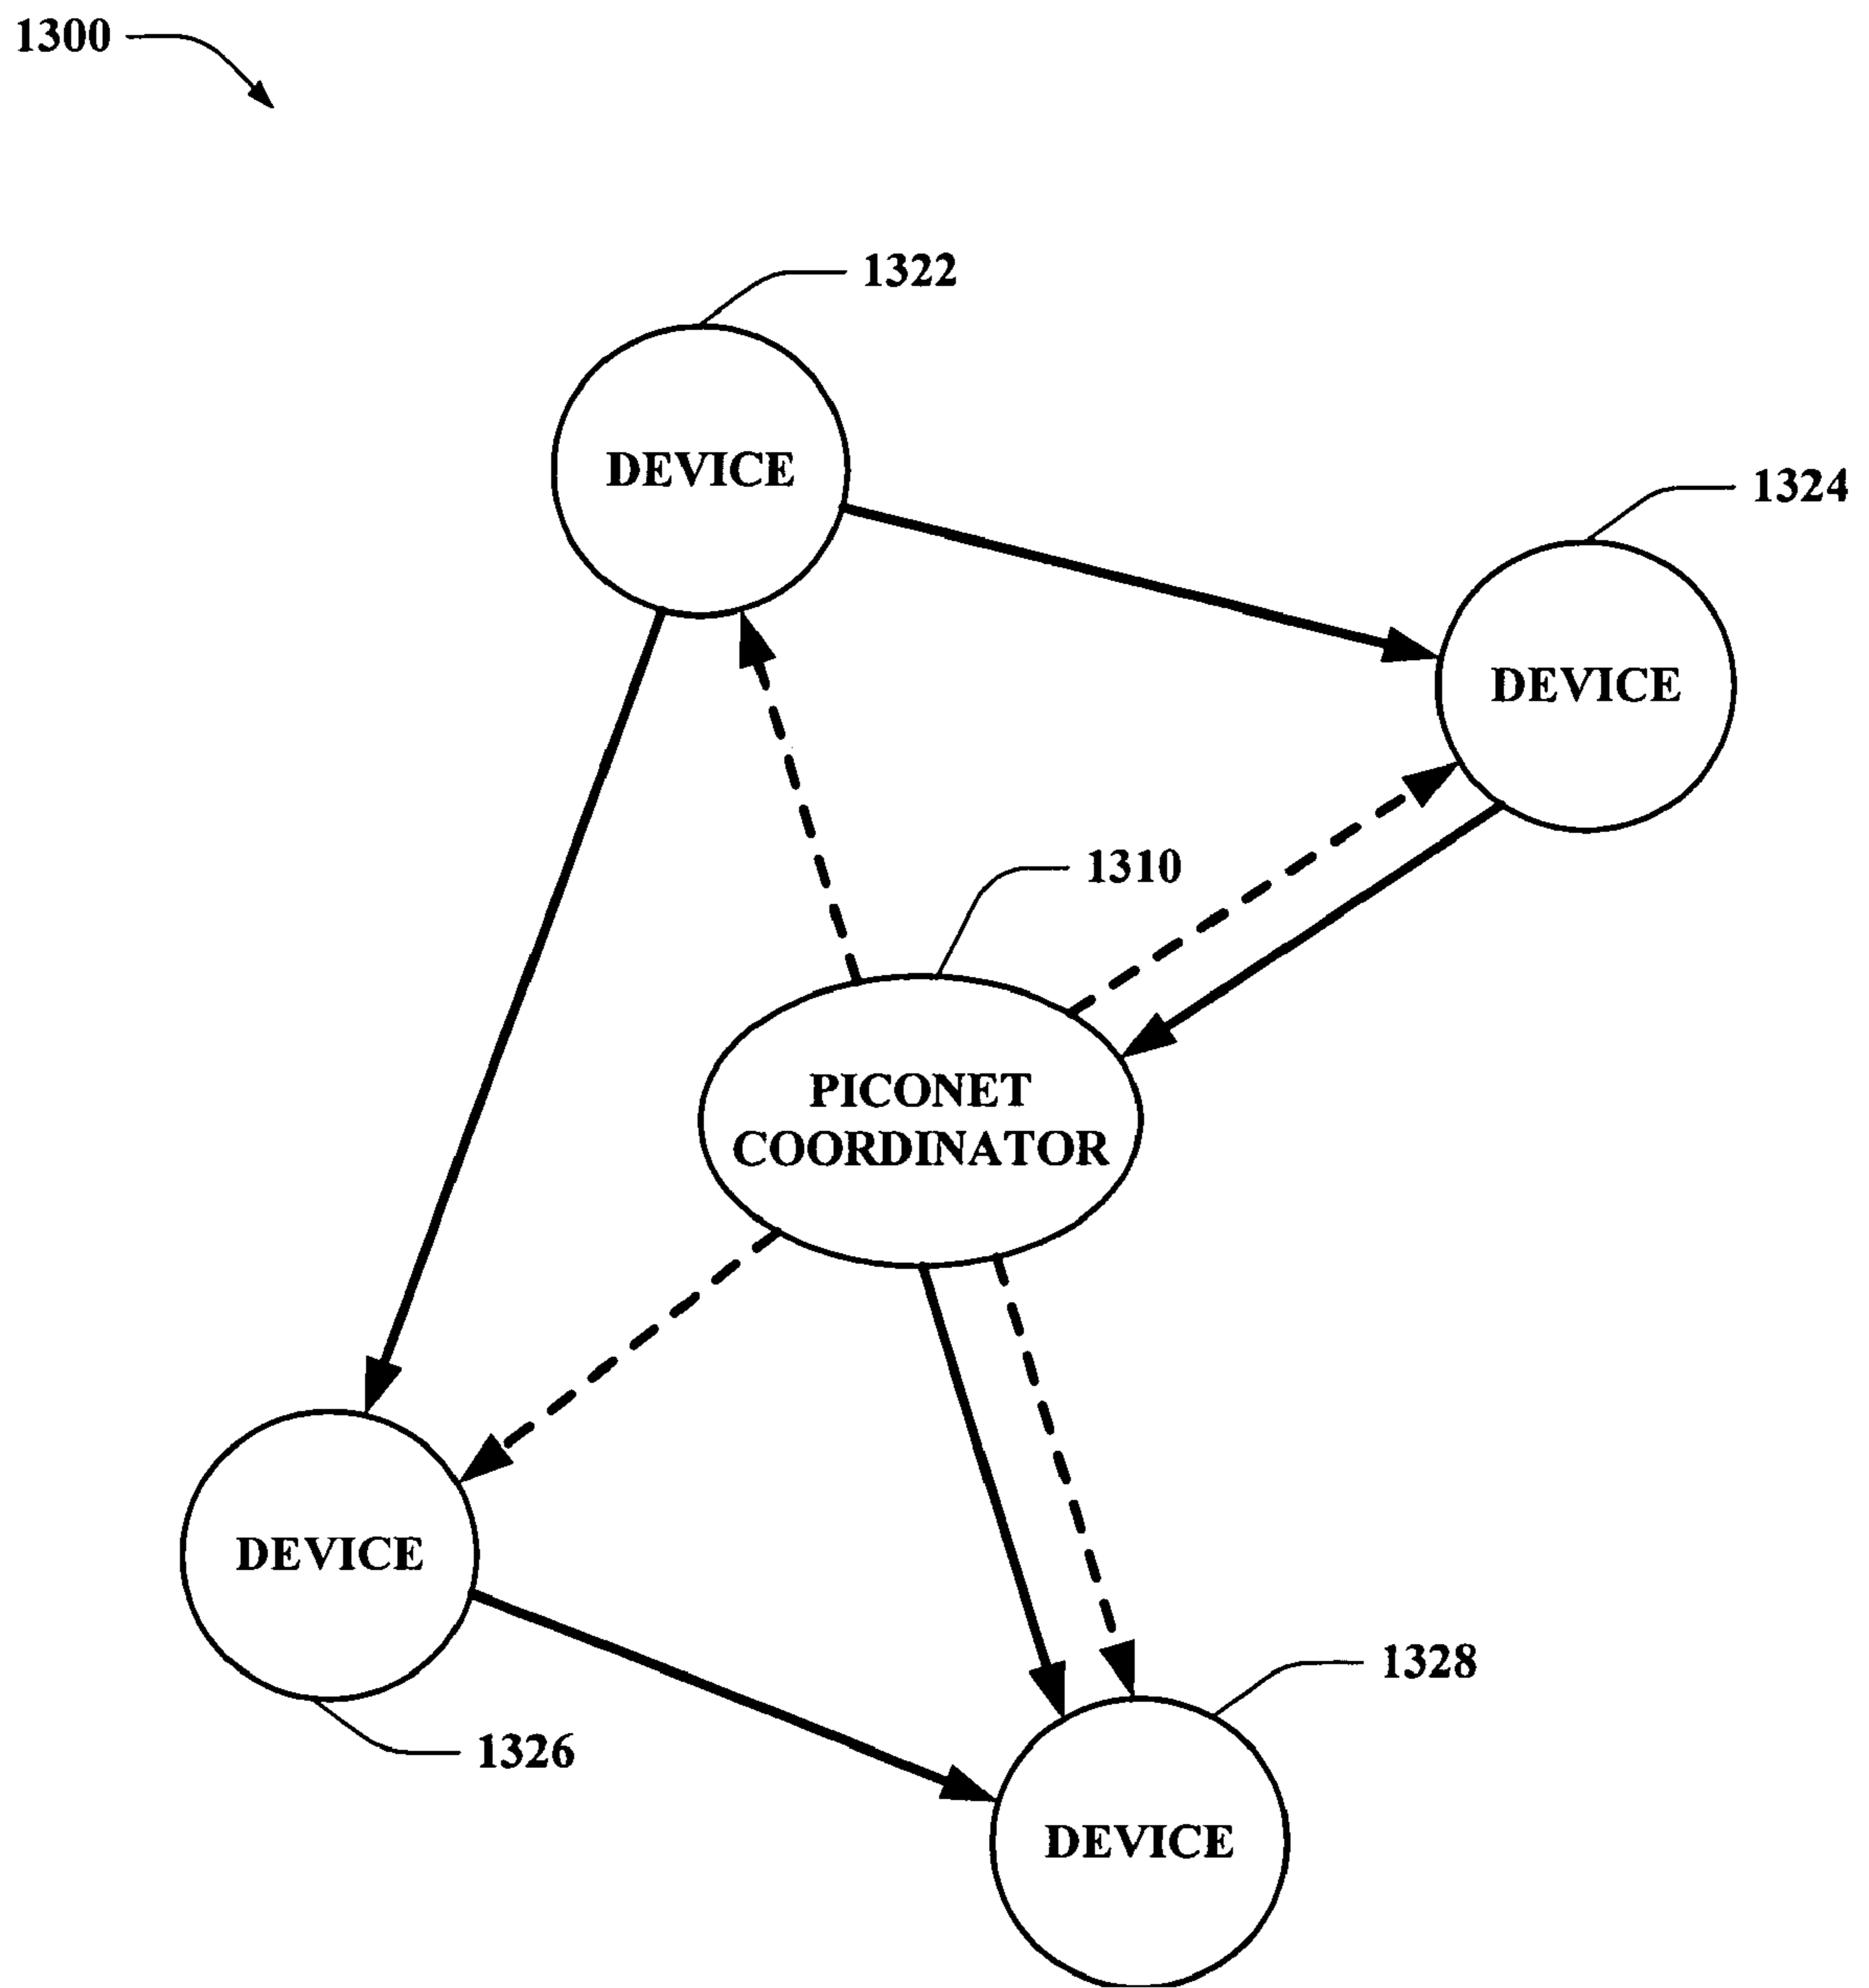 1300
1322
DEVICE
1324
DEVICE
1310
PICONET
COORDINATOR
DEVICE
1328
1326
DEVICE